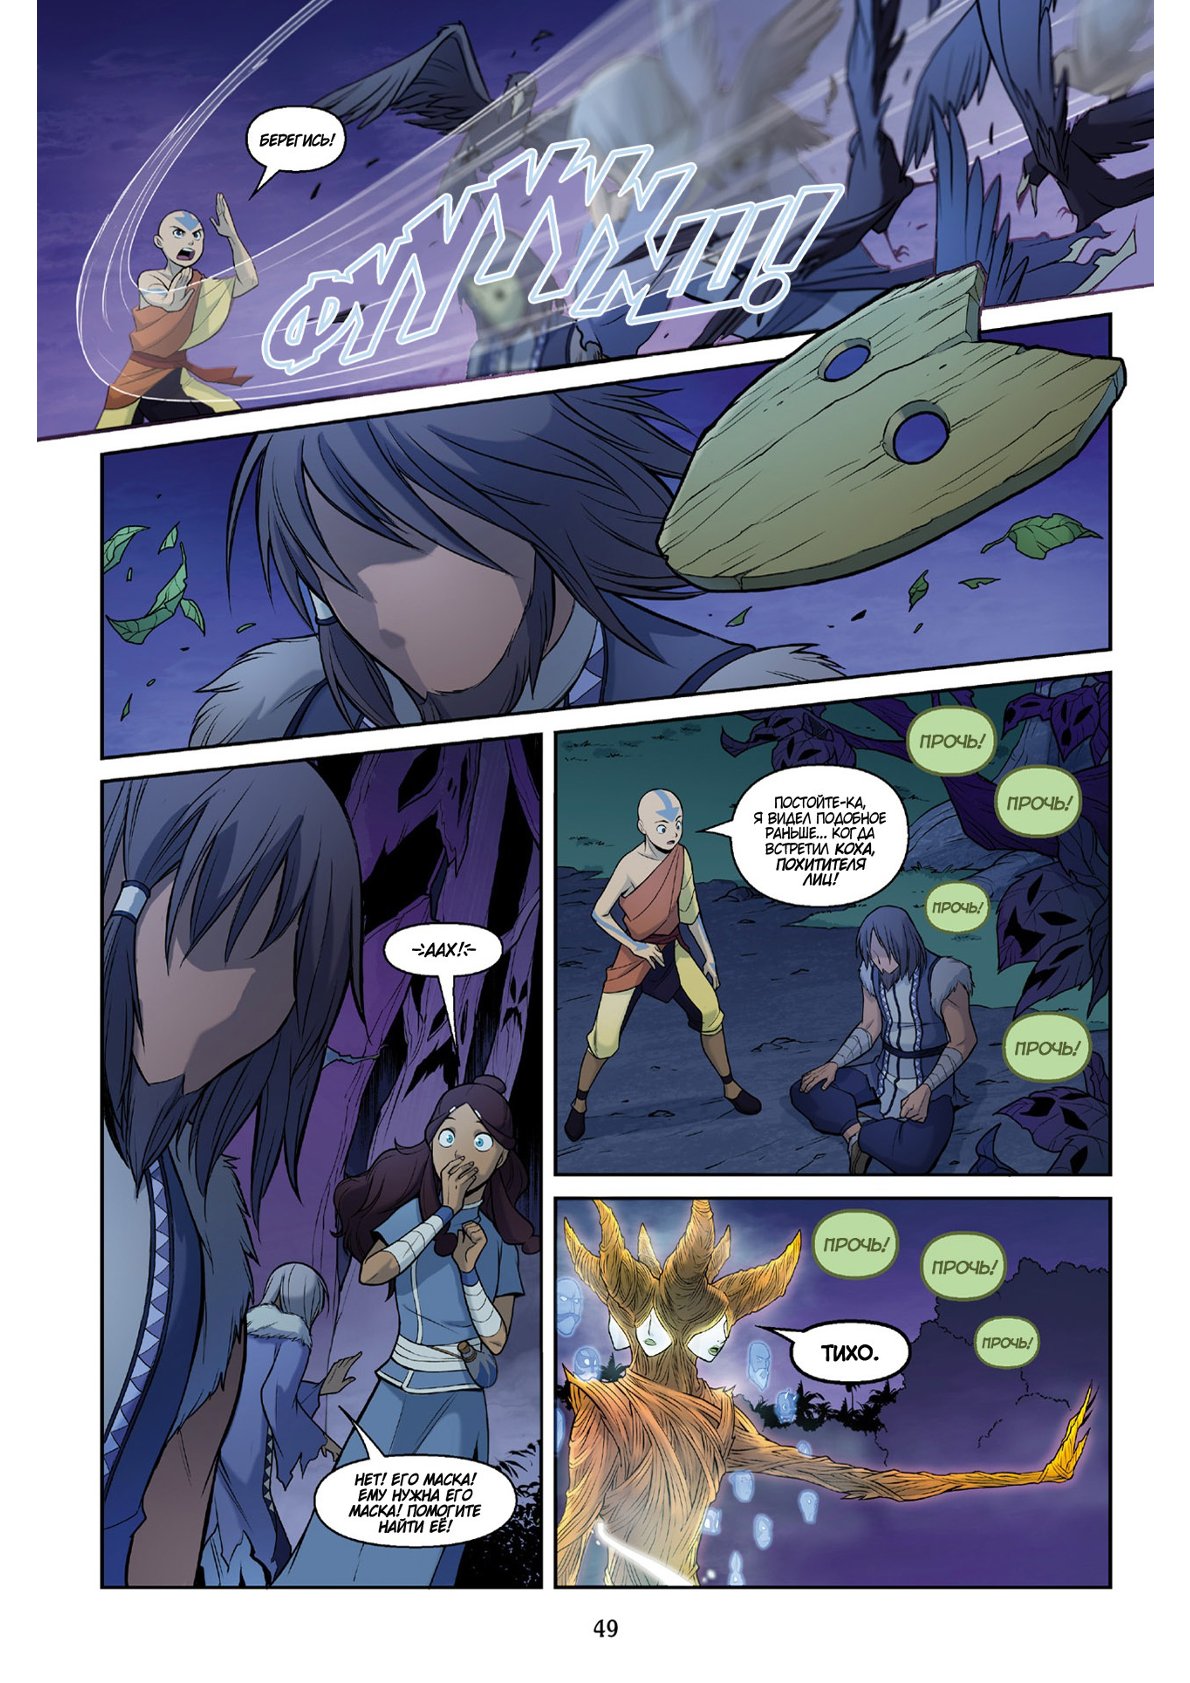 БЕРЕГИСЬ!
ПОСТОЙТЕ-КА,
Я ВИДЕЛ ПОДОБНОЕ
РАНЬШЕ... КОГДА
ВСТРЕТИЛ КОХА,
ПОХИТИТЕЛЯ
ЛИЦ!
ПРОЧЬ!
ПРОЧЬ!
ПРОЧЬ!
ПРОЧЬ!
ААХ!
НЕТ! ЕГО МАСКА!
ЕМУ НУЖНА ЕГО
МАСКА! ПОМОГИТЕ
НАЙТИ ЕЁ!
ПРОЧЬ!
ПРОЧЬ!
ПРОЧЬ!
ТИХО.
49